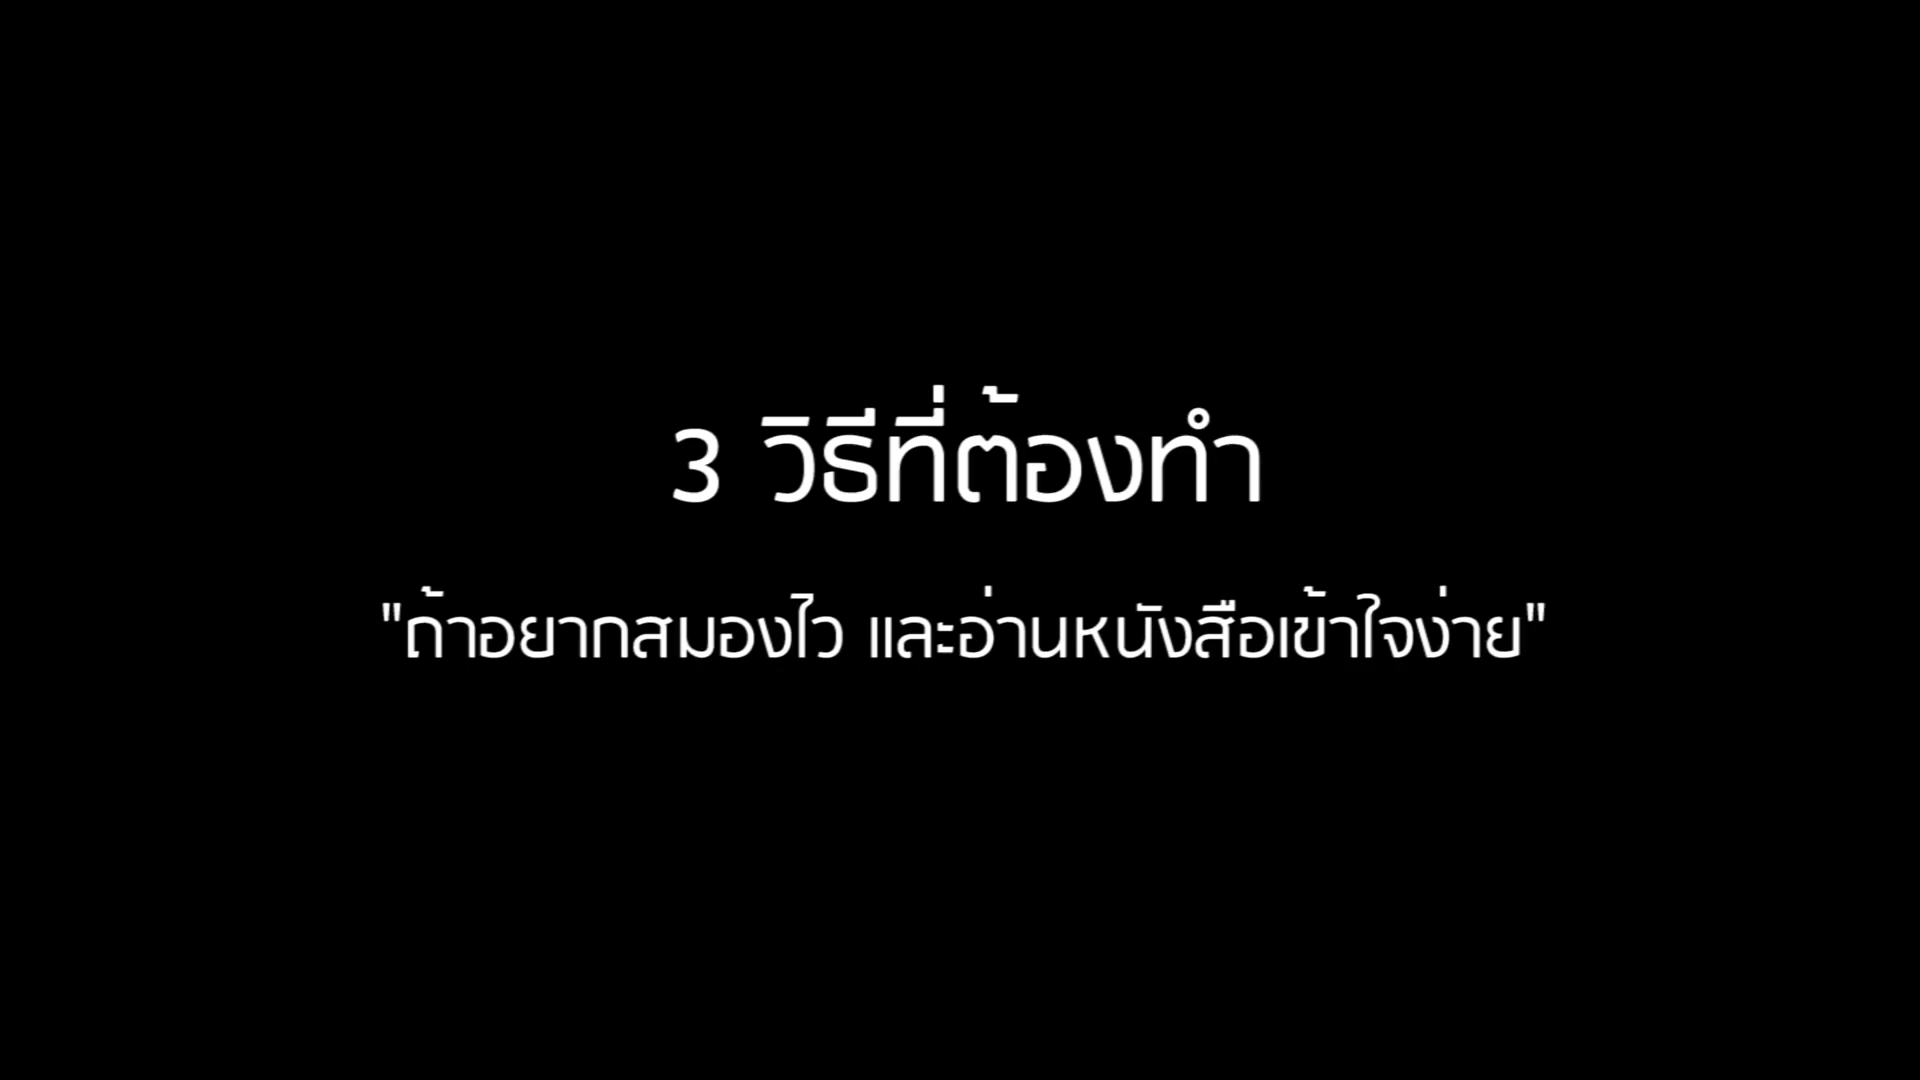 3 วิธีที่ต้องทำ
"ถ้าอยากสมองไว และอ่านหนังสือเข้าใจง่าย"